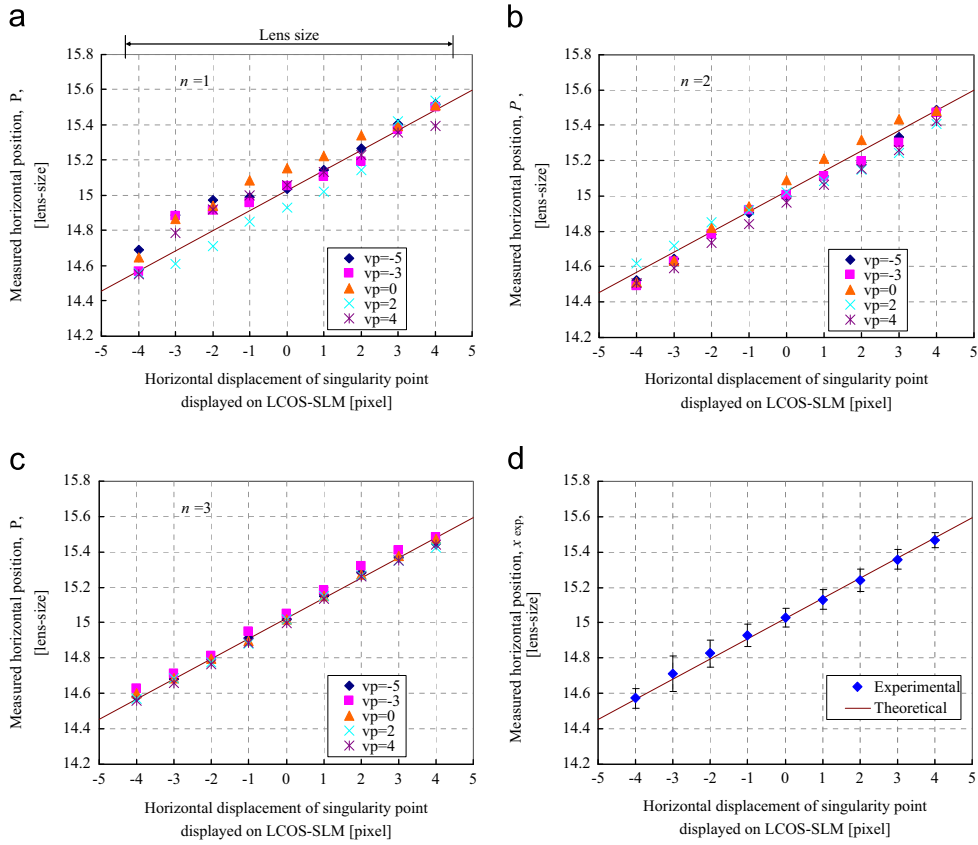 a
Lens size
n =1
Measured horizontal position, P,
[lens-size]
15.8
15.6
15.4
15.2
15
14.8
14.6
14.4
14.2
vp=-5
vp=-3
vp=0
vp=2
vp=4
-5 -4 -3 -2 -1 0 1 2 3 4 5
Horizontal displacement of singularity point
displayed on LCOS-SLM [pixel]
b
n=2
Measured horizontal position, P,
[lens-size]
15.8
15.6
15.4
15.2
15
14.8
14.6
14.4
14.2
vp=-5
vp=-3
vp=0
vp=2
vp=4
-5 -4 -3 -2 -1 0 1 2 3 4 5
Horizontal displacement of singularity point
displayed on LCOS-SLM [pixel]
c
n =3
Measured horizontal position, P,
[lens-size]
15.8
15.6
15.4
15.2
15
14.8
14.6
14.4
14.2
vp=-5
vp=-3
vp=0
vp=2
vp=4
-5 -4 -3 -2 -1 0 1 2 3 4 5
Horizontal displacement of singularity point
displayed on LCOS-SLM [pixel]
d
Measured horizontal position, x exp,
[lens-size]
15.8
15.6
15.4
15.2
15
14.8
14.6
14.4
14.2
Experimental
Theoretical
-5 -4 -3 -2 -1 0 1 2 3 4 5
Horizontal displacement of singularity point
displayed on LCOS-SLM [pixel]